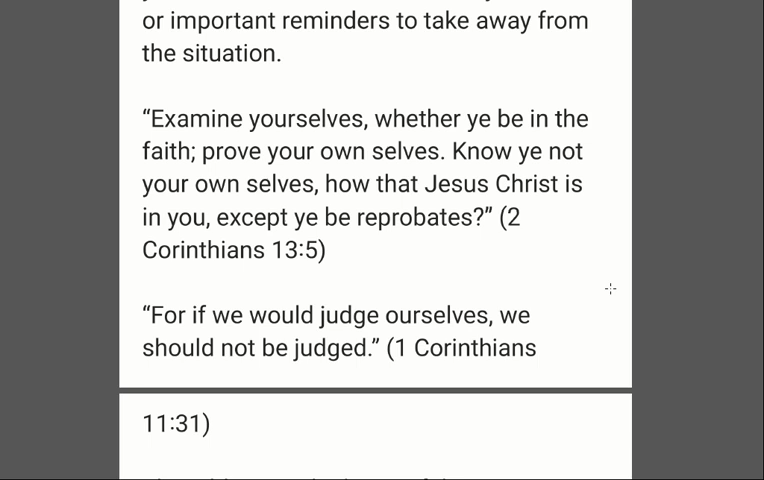 or important reminders to take away from
the situation.
“Examine yourselves, whether ye be in the
faith; prove your own selves. Know ye not
your own selves, how that Jesus Christ is
in you, except ye be reprobates?” (2
Corinthians 13:5)
“For if we would judge ourselves, we
should not be judged.” (1 Corinthians
11:31)